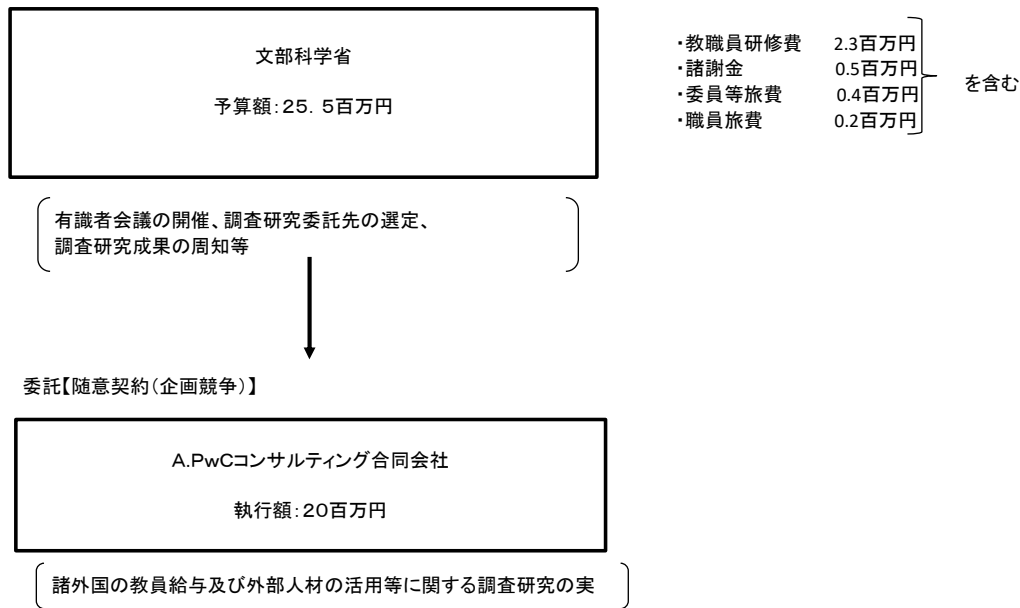 文部科学省
予算額:25．5百万円
・教職員研修費 2.3百万円
・諸謝金 0.5百万円
・委員等旅費 0.4百万円
・職員旅費 0.2百万円
を含む
有識者会議の開催、調査研究委託先の選定、
調査研究成果の周知等
委託【随意契約（企画競争）】
A.PwCコンサルティング合同会社
執行額:20百万円
諸外国の教員給与及び外部人材の活用等に関する調査研究の実